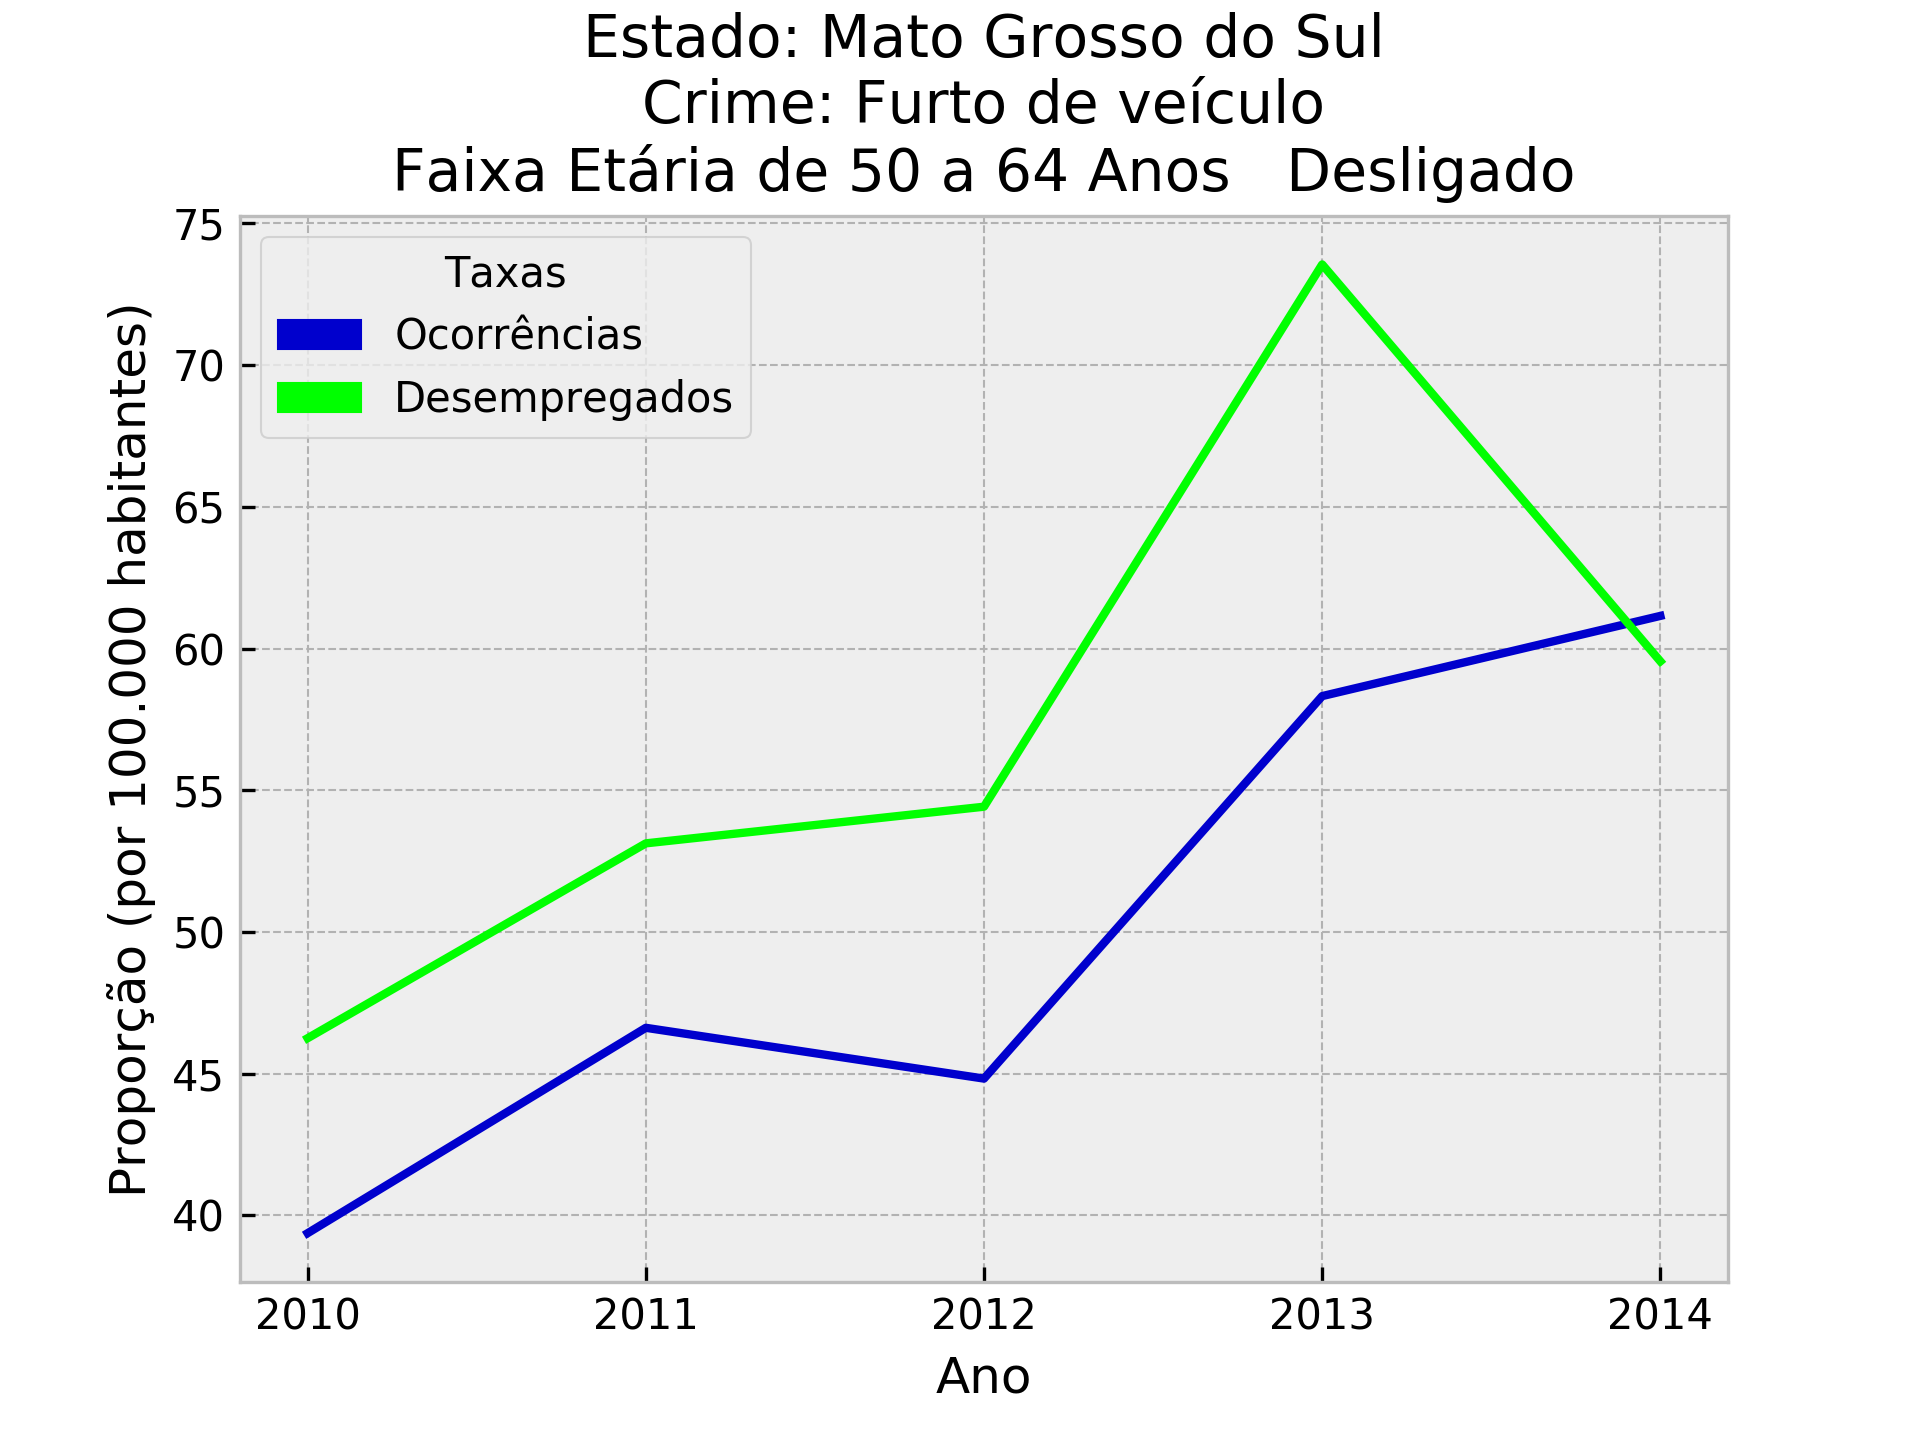 Estado: Mato Grosso do Sul
Crime: Furto de veículo
Faixa Etária de 50 a 64 Anos   Desligado
Taxas
Ocorrências
Desempregados
Proporção (por 100.000 habitantes)
75
70
65
60
55
50
45
40
2010 2011 2012 2013 2014
Ano